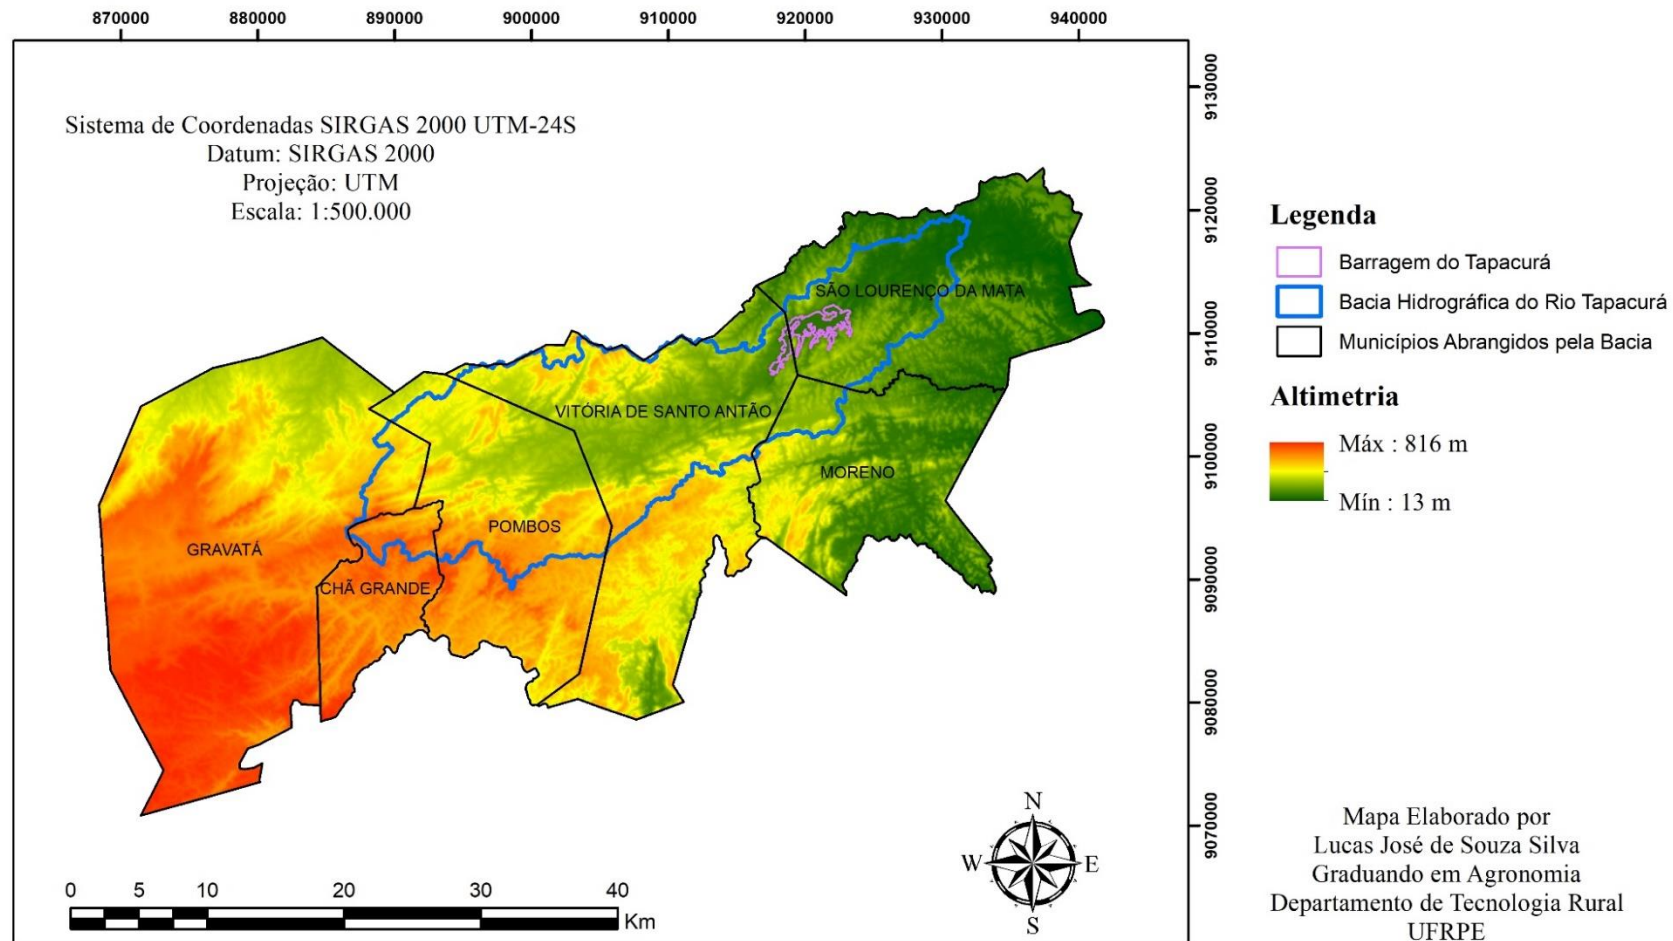 870000 880000 890000 900000 910000 920000 930000 940000
Sistema de Coordenadas SIRGAS 2000 UTM-24S
Datum: SIRGAS 2000
Projeção: UTM
Escala: 1:500.000
9130000
9120000
9110000
9100000
9090000
9080000
9070000
SÃO LOURENÇO DA MATA
VITÓRIA DE SANTO ANTÃO
MORENO
POMBOS
GRAVATÁ
CHÃ GRANDE
Legenda
Barragem do Tapacurá
Bacia Hidrográfica do Rio Tapacurá
Municípios Abrangidos pela Bacia
Altimetria
Máx : 816 m
Mín : 13 m
N
W E
S
0 5 10 20 30 40
Km
Mapa Elaborado por
Lucas José de Souza Silva
Graduando em Agronomia
Departamento de Tecnologia Rural
UFRPE